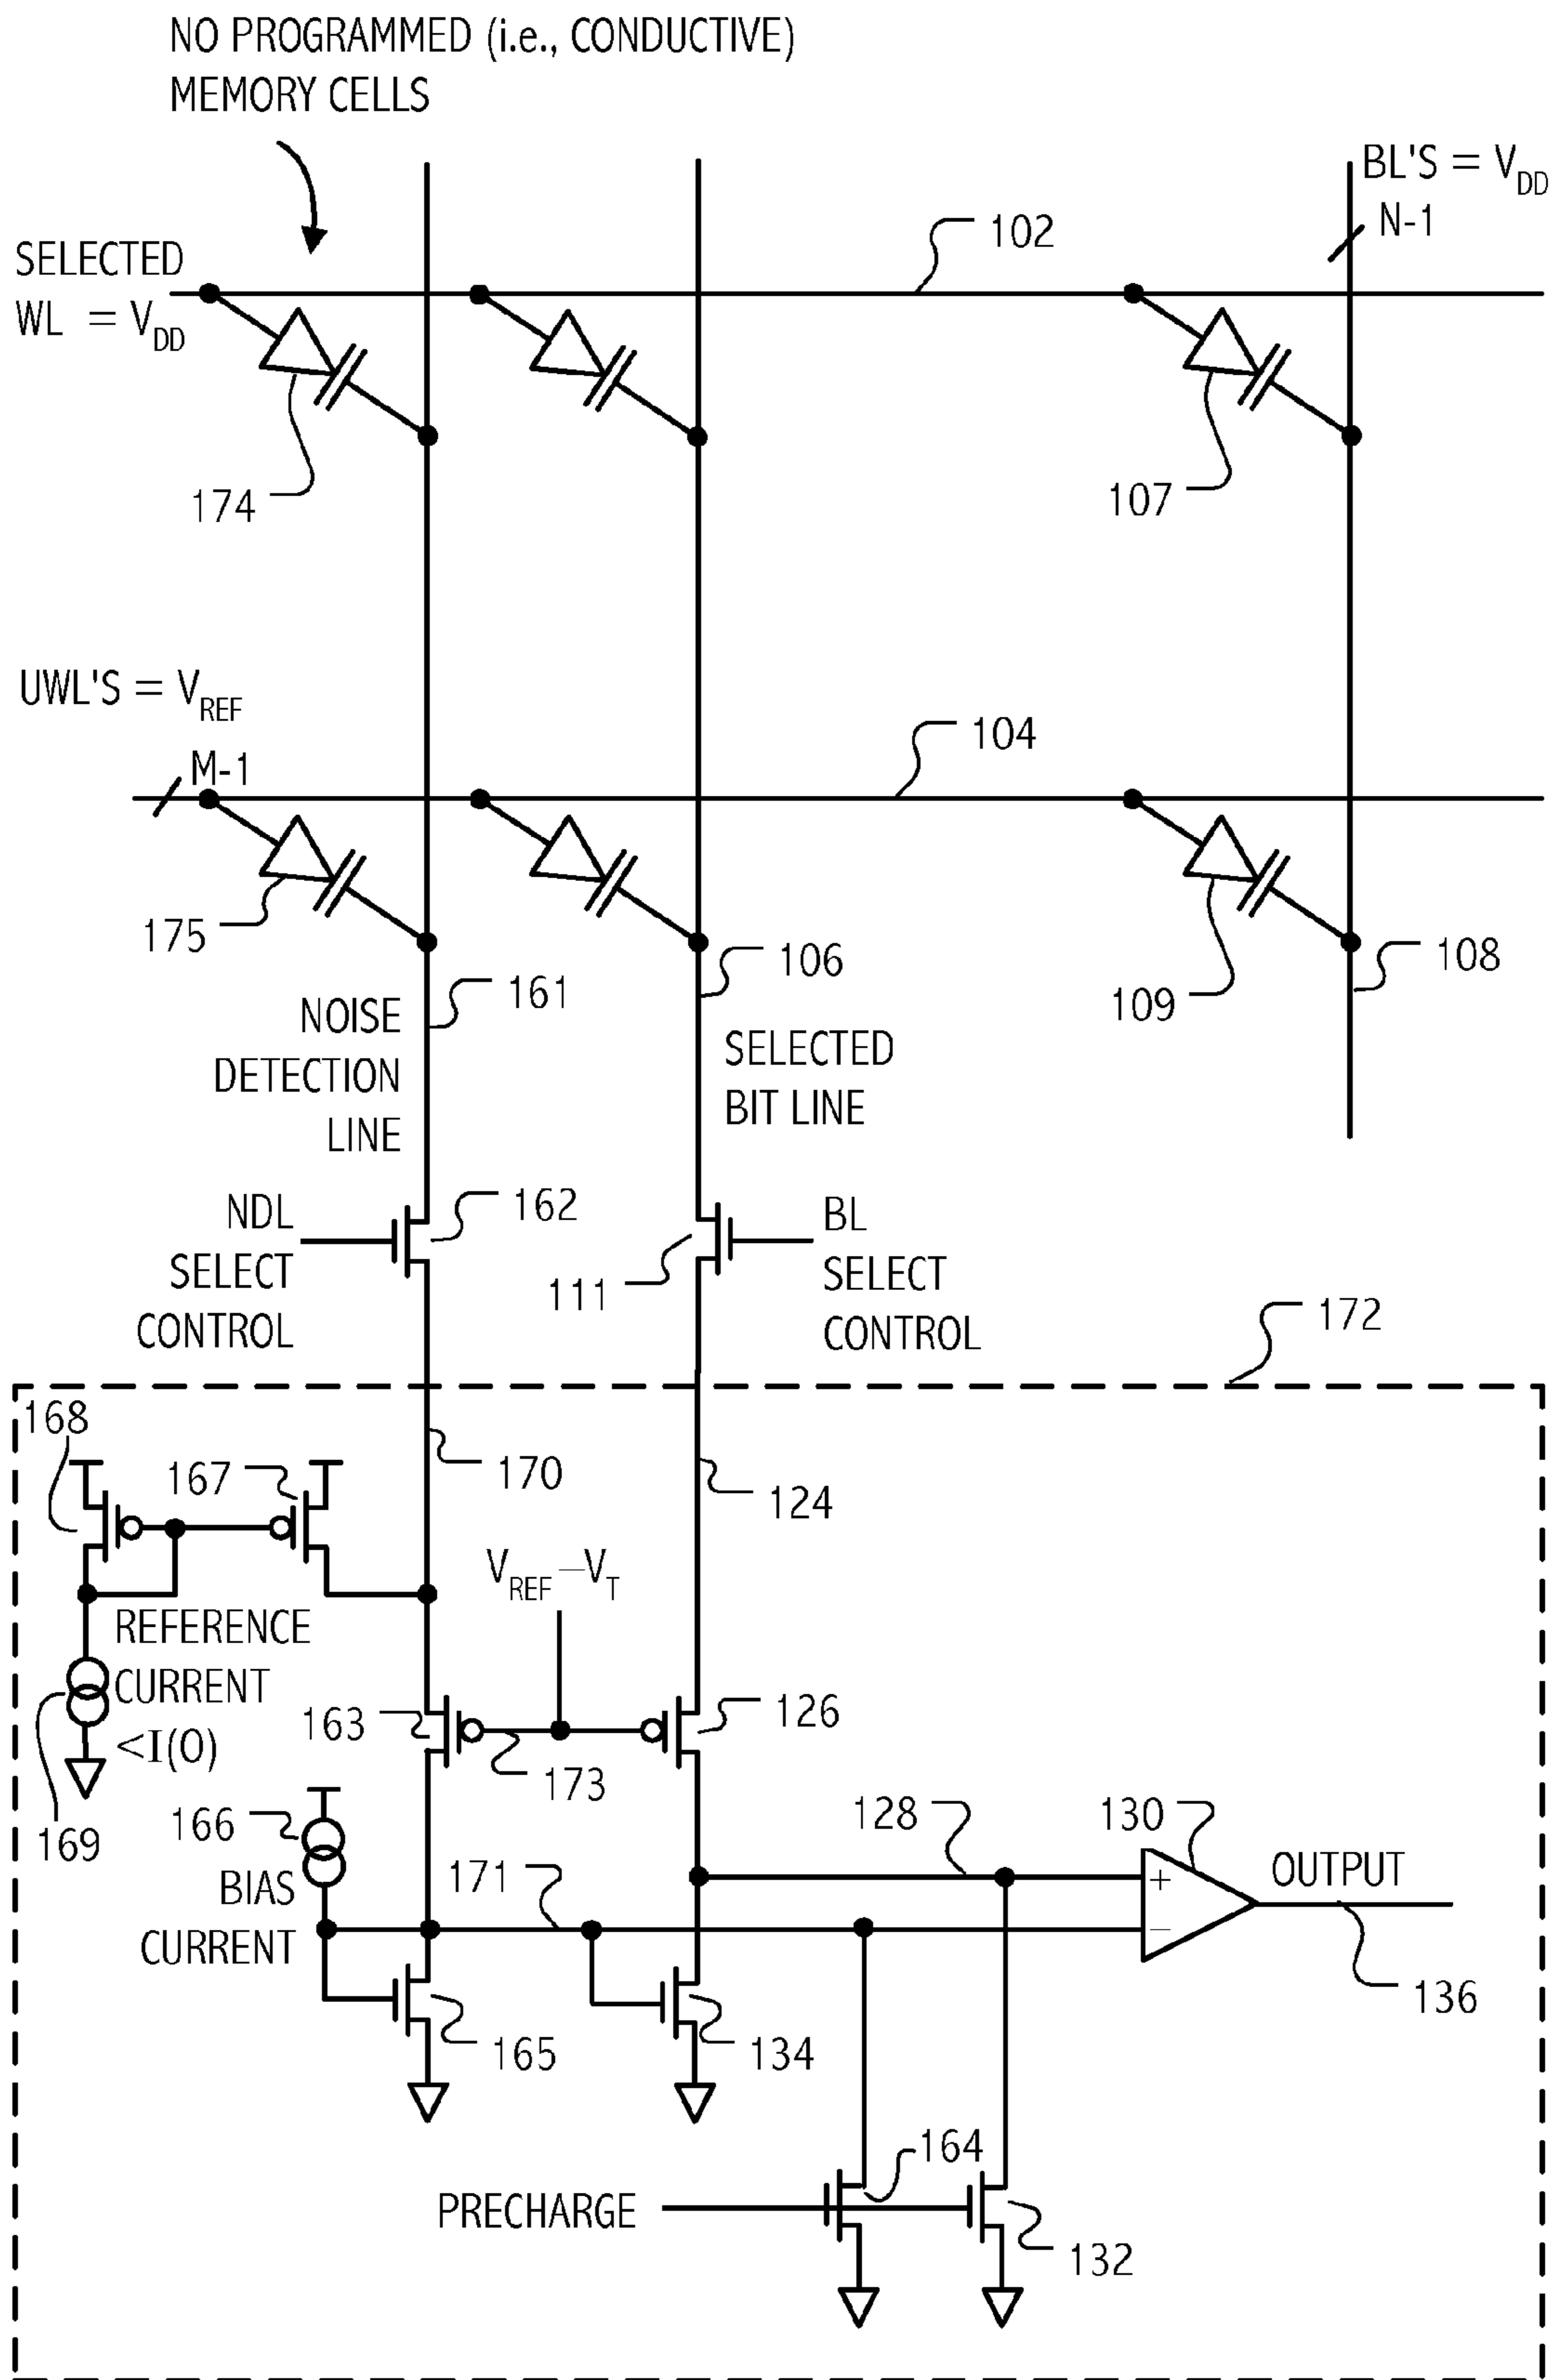 NO PROGRAMMED (i.e., CONDUCTIVE)
MEMORY CELLS
BL'S = VDD
N-1
102
SELECTED
WL = VDD
174
107
UWL'S = VREF
M-1
104
175
106
108
161
109
NOISE
DETECTION
LINE
SELECTED
BIT LINE
NDL
SELECT
CONTROL
162
111
BL
SELECT
CONTROL
172
168
167
170
124
VREF–VT
REFERENCE
CURRENT
<I(0)
169
163
173
126
166
BIAS
CURRENT
171
128
130
+
–
OUTPUT
136
165
134
164
PRECHARGE
132